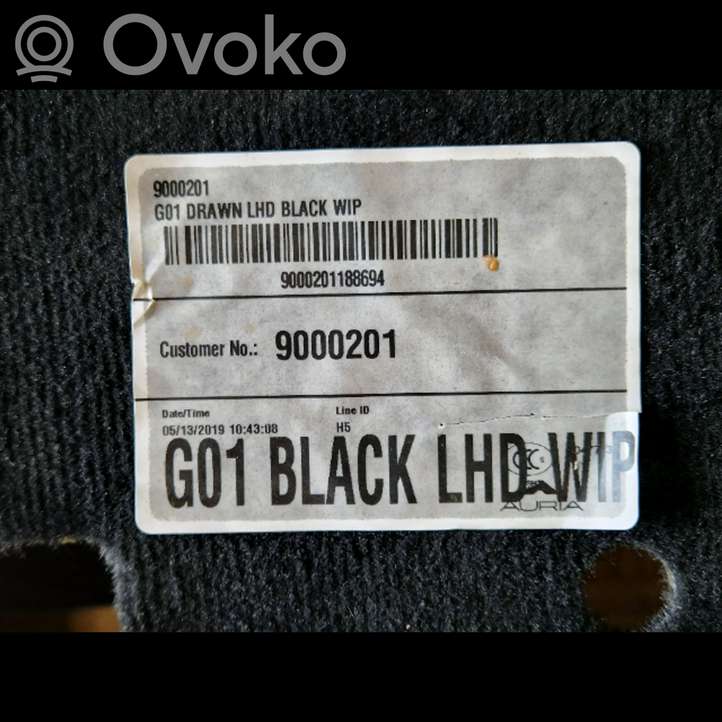 Ovoko
9000201
G01 DRAWN LHD BLACK WIP
9000201188694
Customer No.: 9000201
Date/Time Line ID
05/13/2019 10:43:08 H5
G01 BLACK LHD WIP
AURIA